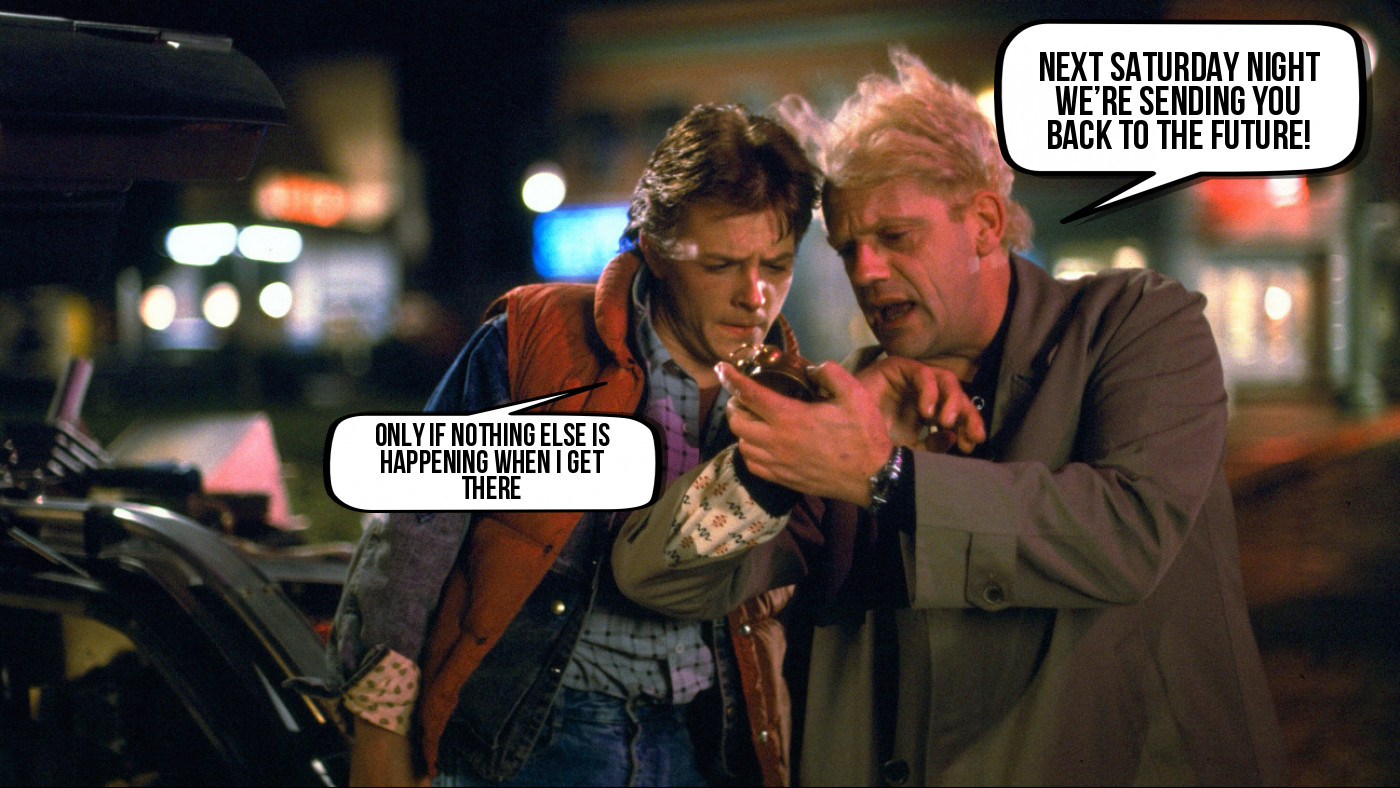 NEXT SATURDAY NIGHT
WE'RE SENDING YOU
BACK TO THE FUTURE!
ONLY IF NOTHING ELSE IS
HAPPENING WHEN I GET
THERE